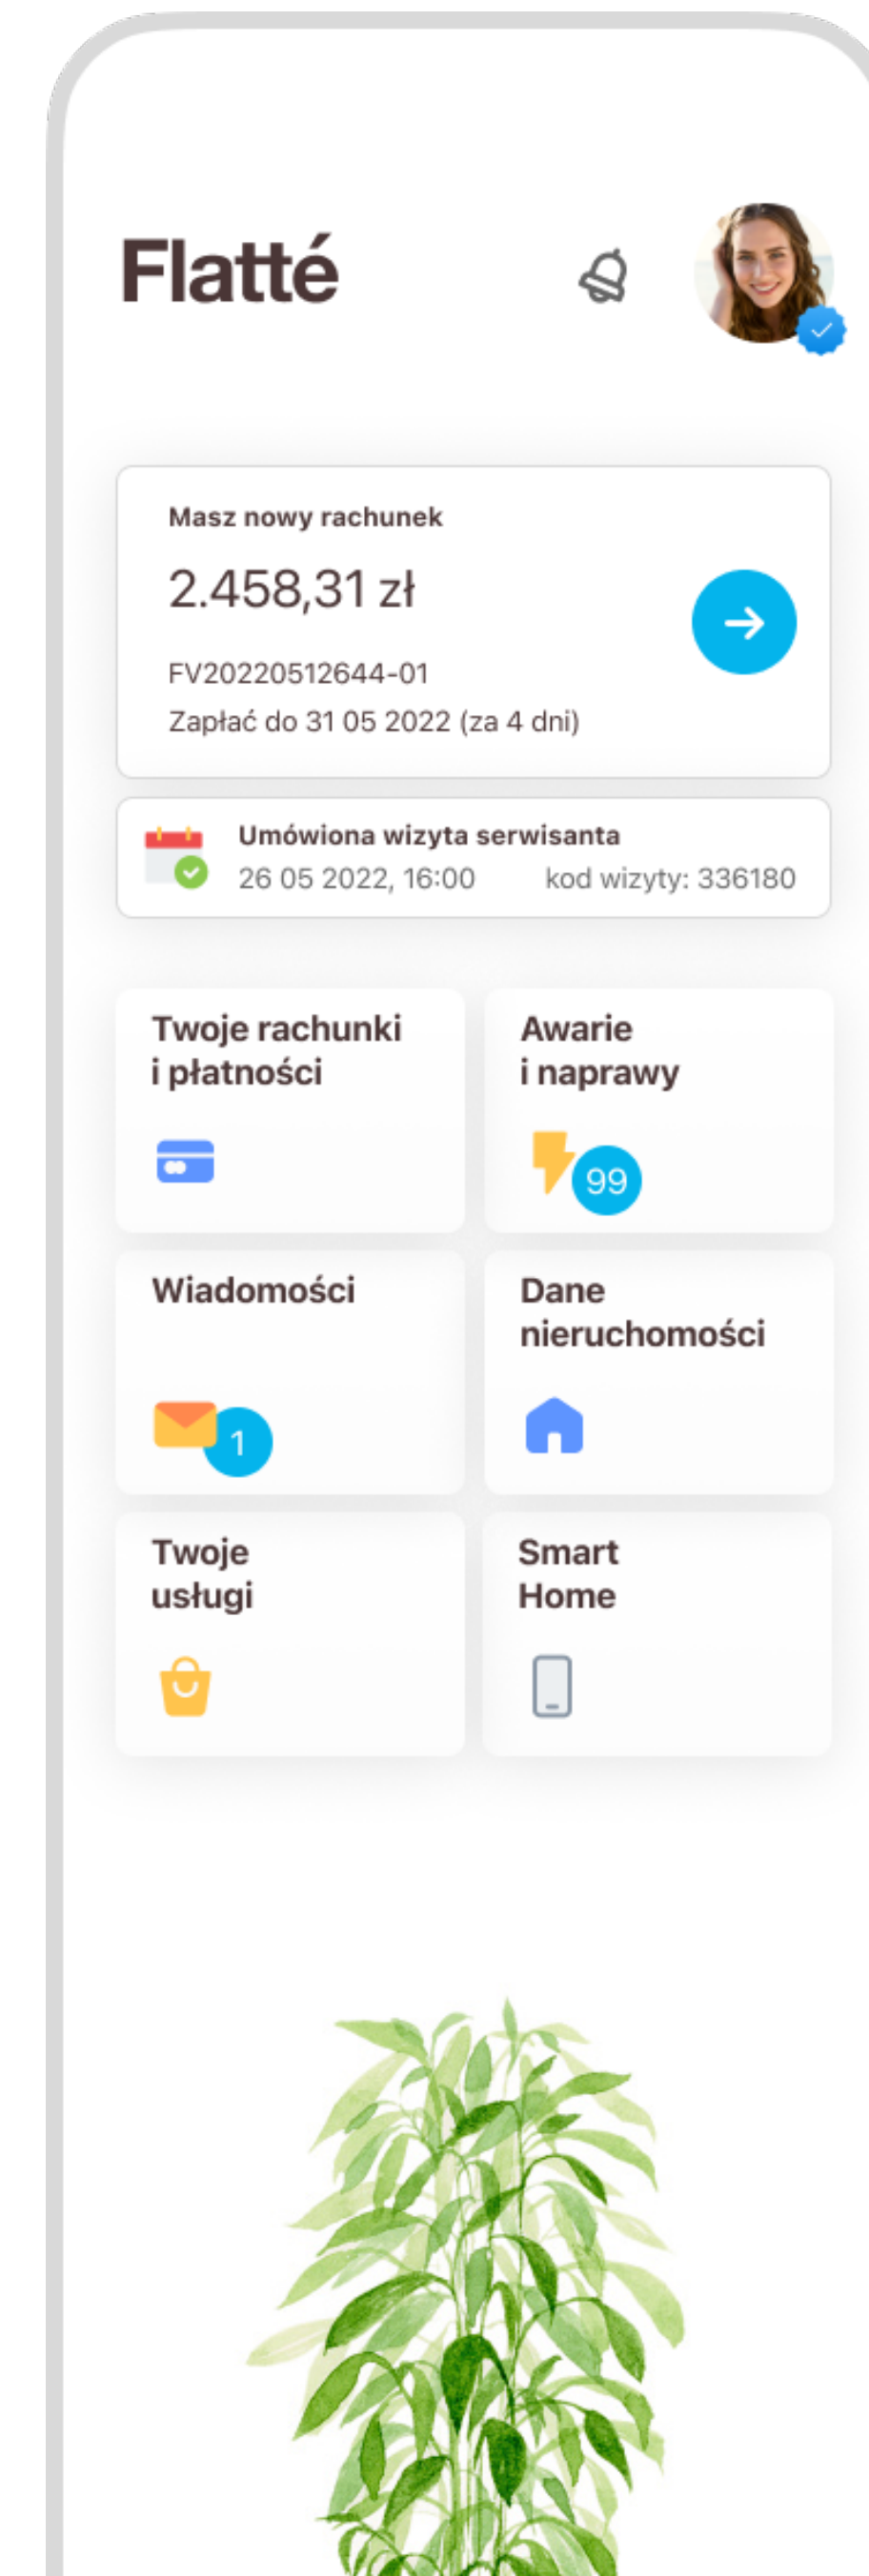 Flatté
Masz nowy rachunek
2.458,31 zł
FV20220512644-01
Zapłać do 31 05 2022 (za 4 dni)
Umówiona wizyta serwisanta
26 05 2022, 16:00 kod wizyty: 336180
Twoje rachunki
i płatności
Awarie
i naprawy
99
Wiadomości
1
Dane
nieruchomości
Twoje
usługi
Smart
Home